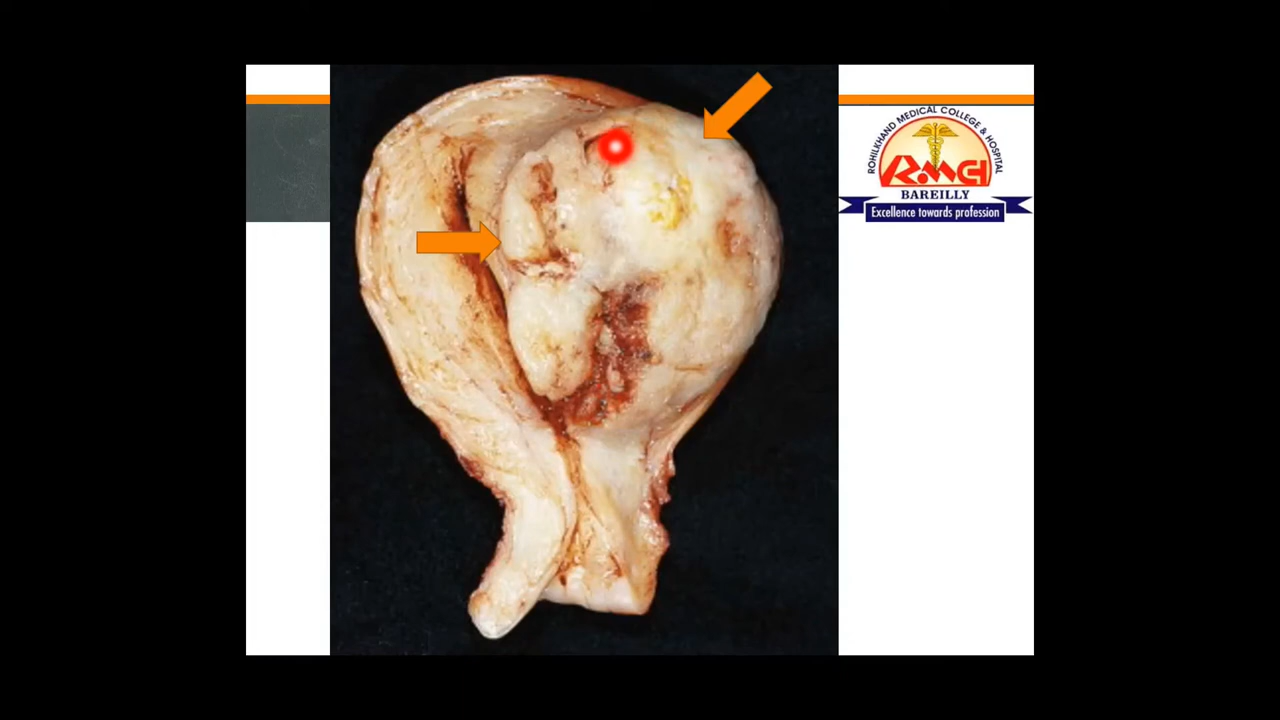 ROHILKHAND MEDICAL COLLEGE & HOSPITAL
RMCH
BAREILLY
Excellence towards profession